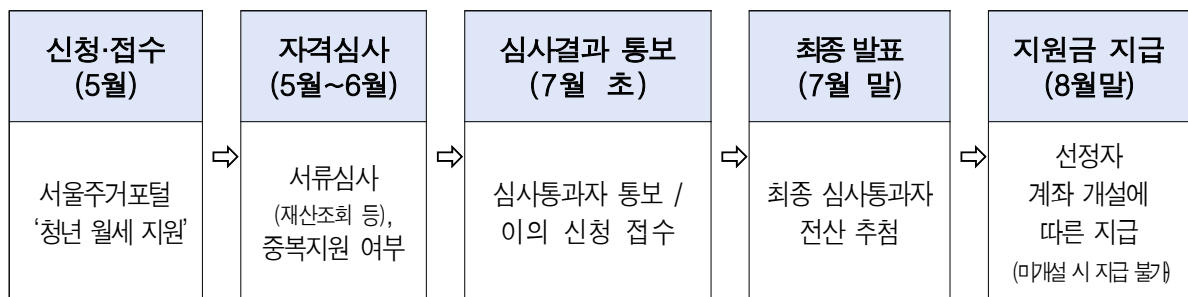 신청·접수
(5월)
서울주거포털
‘청년 월세 지원’
⇨
자격심사
(5월~6월)
서류심사
(재산조회 등),
중복지원 여부
⇨
심사결과 통보
(7월 초)
심사통과자 통보 /
이의 신청 접수
⇨
최종 발표
(7월 말)
최종 심사통과자
전산 추첨
⇨
지원금 지급
(8월말)
선정자
계좌 개설에
따른 지급
(미개설 시 지급 불가)